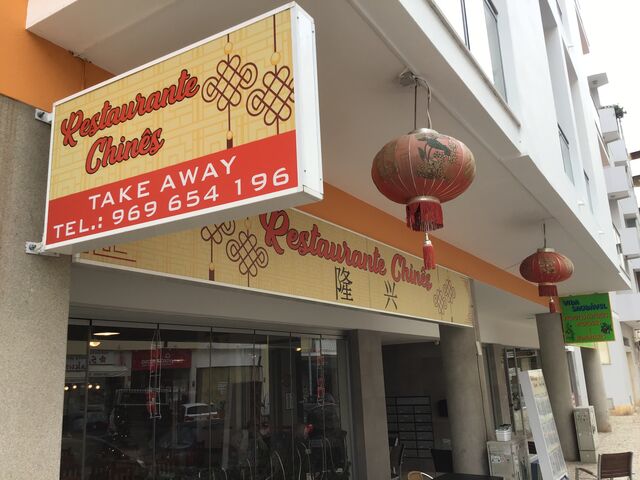 Restaurante
Chinês
TAKE AWAY
TEL.: 969 654 196
Restaurante Chinês
隆 兴